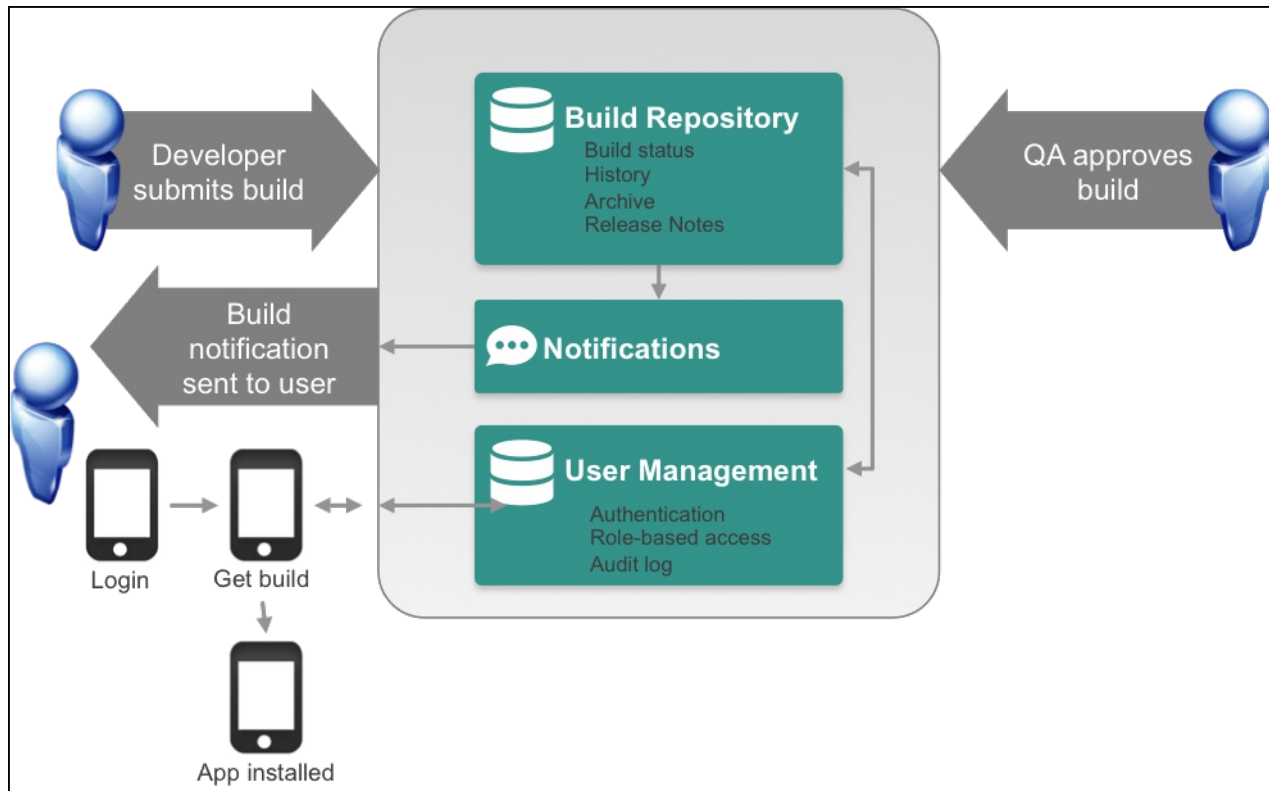 Developer
submits build
Build Repository
Build status
History
Archive
Release Notes
QA approves
build
Build
notification
sent to user
Notifications
User Management
Authentication
Role-based access
Audit log
Login
Get build
App installed